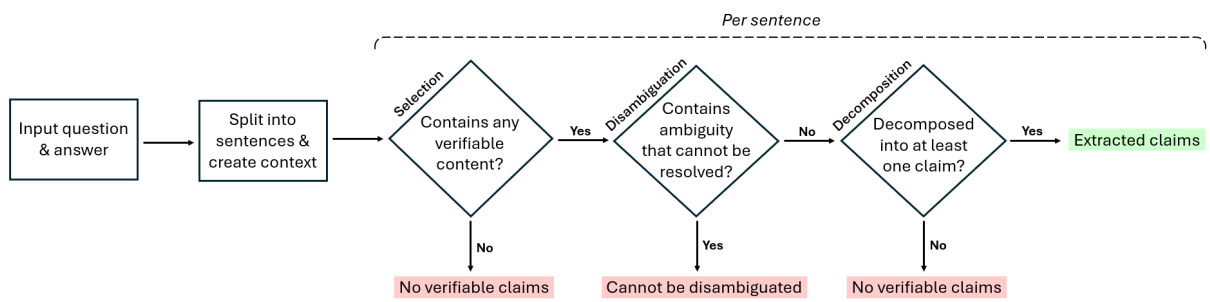 Per sentence
Input question
& answer
Split into
sentences &
create context
Selection
Contains any
verifiable
content?
Yes
No
No verifiable claims
Disambiguation
Contains
ambiguity
that cannot be
resolved?
No
Yes
Cannot be disambiguated
Decomposition
Decomposed
into at least
one claim?
Yes
No
No verifiable claims
Extracted claims